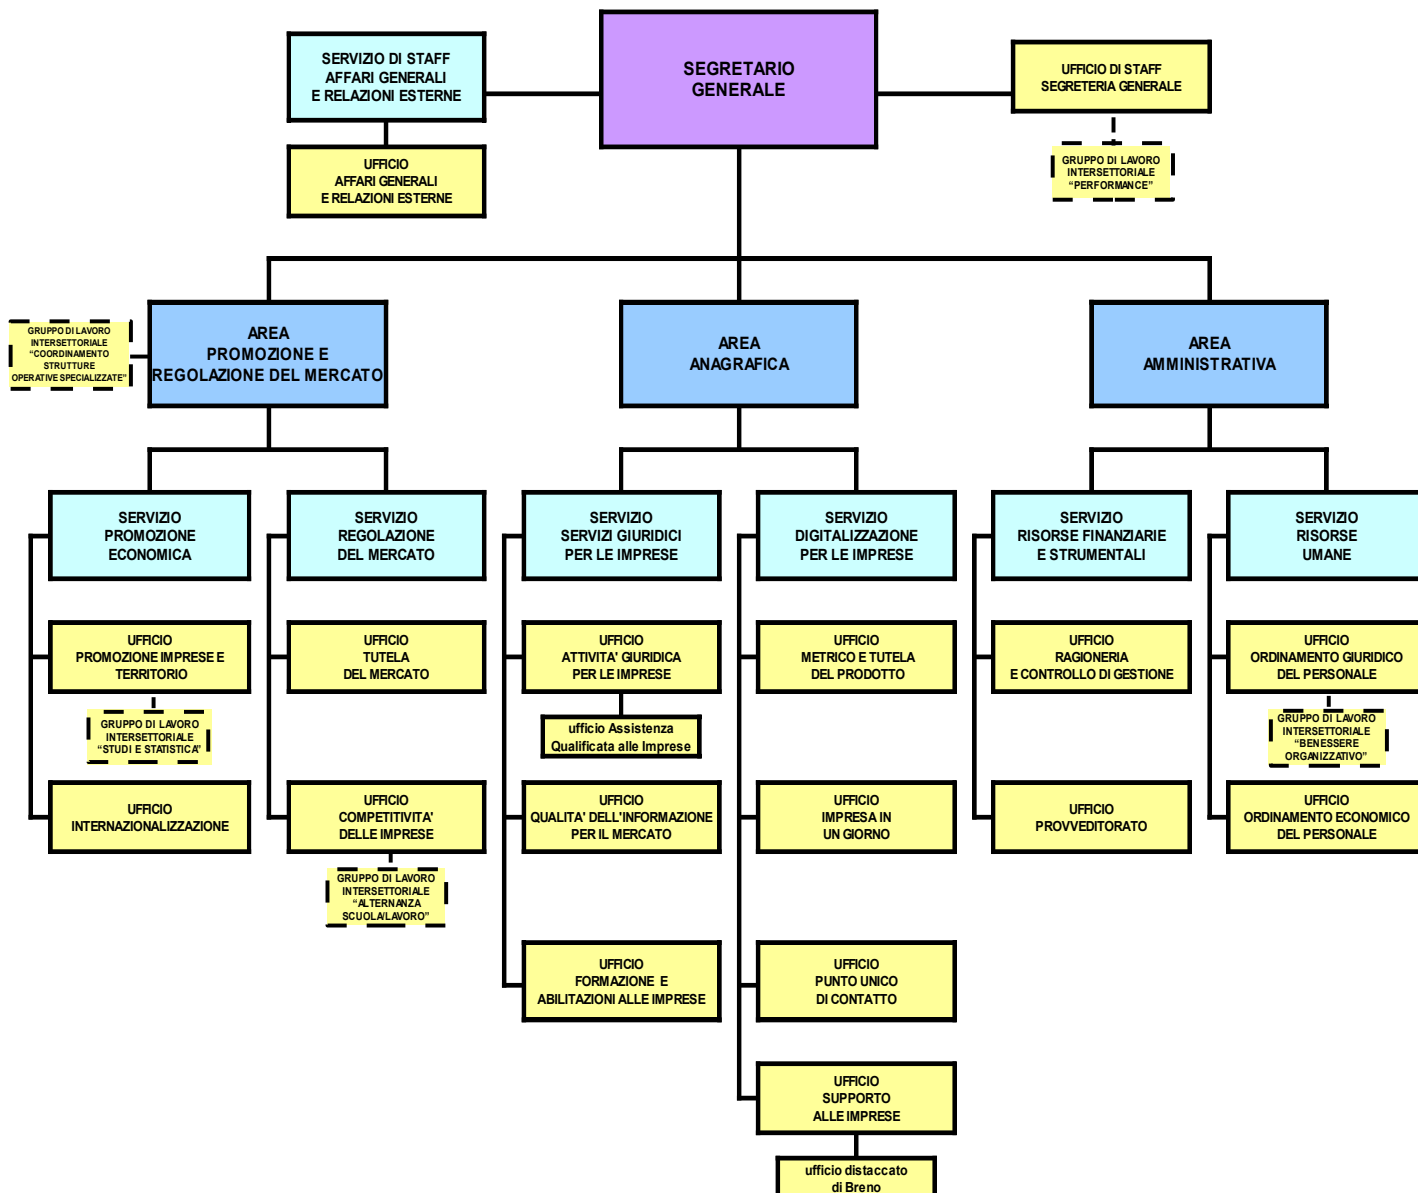 SERVIZIO DI STAFF
AFFARI GENERALI
E RELAZIONI ESTERNE
SEGRETARIO
GENERALE
UFFICIO DI STAFF
SEGRETERIA GENERALE
UFFICIO
AFFARI GENERALI
E RELAZIONI ESTERNE
GRUPPO DI LAVORO
INTERSETTORIALE
“PERFORMANCE”
GRUPPO DI LAVORO
INTERSETTORIALE
“COORDINAMENTO
STRUTTURE
OPERATIVE SPECIALIZZATE”
AREA
PROMOZIONE E
REGOLAZIONE DEL MERCATO
AREA
ANAGRAFICA
AREA
AMMINISTRATIVA
SERVIZIO
PROMOZIONE
ECONOMICA
SERVIZIO
REGOLAZIONE
DEL MERCATO
SERVIZIO
SERVIZI GIURIDICI
PER LE IMPRESE
SERVIZIO
DIGITALIZZAZIONE
PER LE IMPRESE
SERVIZIO
RISORSE FINANZIARIE
E STRUMENTALI
SERVIZIO
RISORSE
UMANE
UFFICIO
PROMOZIONE IMPRESE E
TERRITORIO
UFFICIO
TUTELA
DEL MERCATO
UFFICIO
ATTIVITA' GIURIDICA
PER LE IMPRESE
UFFICIO
METRICO E TUTELA
DEL PRODOTTO
UFFICIO
RAGIONERIA
E CONTROLLO DI GESTIONE
UFFICIO
ORDINAMENTO GIURIDICO
DEL PERSONALE
GRUPPO DI LAVORO
INTERSETTORIALE
“STUDI E STATISTICA”
ufficio Assistenza
Qualificata alle Imprese
GRUPPO DI LAVORO
INTERSETTORIALE
“BENESSERE
ORGANIZZATIVO”
UFFICIO
INTERNAZIONALIZZAZIONE
UFFICIO
COMPETITIVITA'
DELLE IMPRESE
UFFICIO
QUALITA' DELL'INFORMAZIONE
PER IL MERCATO
UFFICIO
IMPRESA IN
UN GIORNO
UFFICIO
PROVVEDITORATO
UFFICIO
ORDINAMENTO ECONOMICO
DEL PERSONALE
GRUPPO DI LAVORO
INTERSETTORIALE
“ALTERNANZA
SCUOLA/LAVORO”
UFFICIO
FORMAZIONE E
ABILITAZIONI ALLE IMPRESE
UFFICIO
PUNTO UNICO
DI CONTATTO
UFFICIO
SUPPORTO
ALLE IMPRESE
ufficio distaccato
di Breno